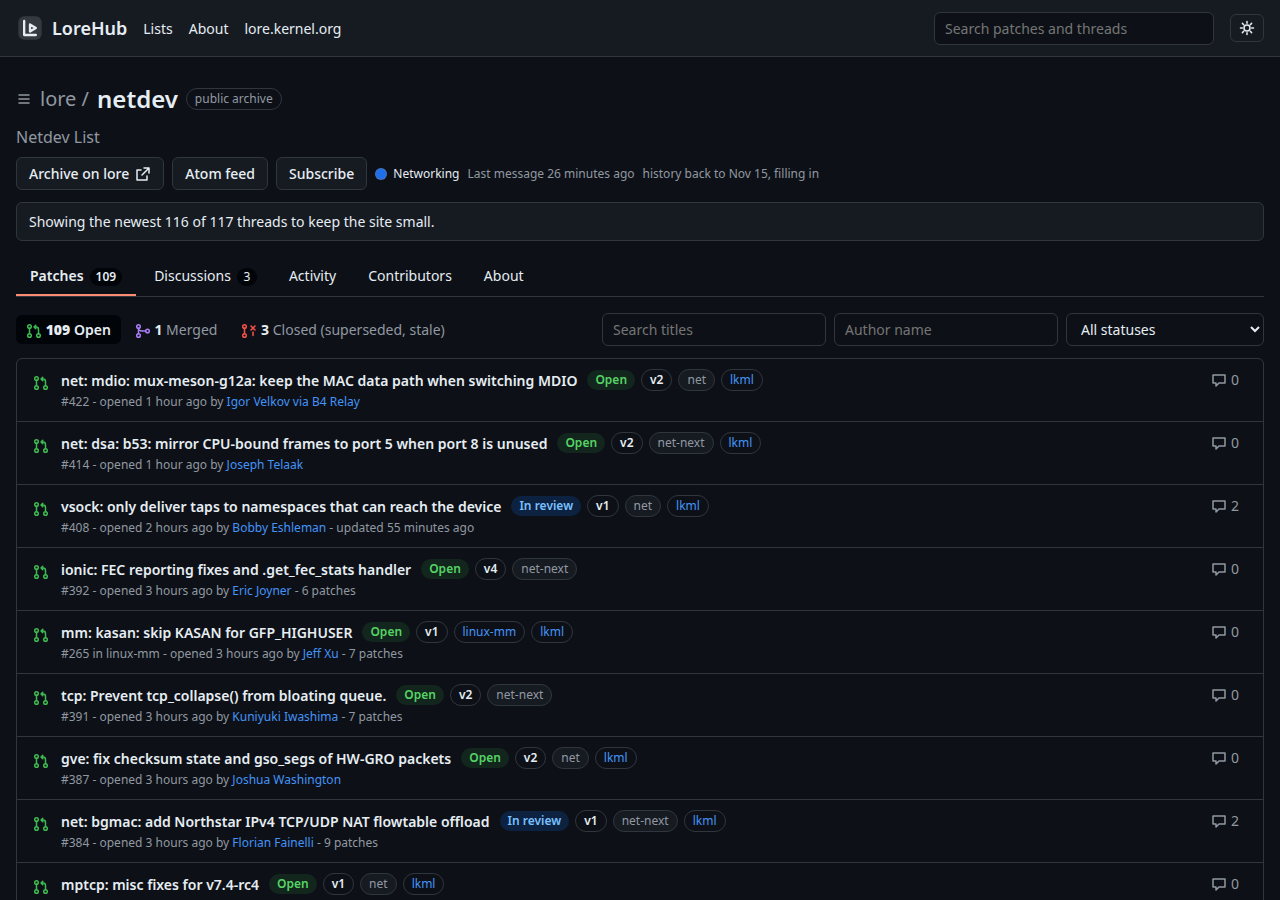 LoreHub Lists About lore.kernel.org Search patches and threads
lore / netdev public archive
Netdev List
Archive on lore Atom feed Subscribe Networking Last message 26 minutes ago history back to Nov 15, filling in
Showing the newest 116 of 117 threads to keep the site small.
Patches 109 Discussions 3 Activity Contributors About
109 Open 1 Merged 3 Closed (superseded, stale) Search titles Author name All statuses
net: mdio: mux-meson-g12a: keep the MAC data path when switching MDIO Open v2 net lkml 0
#422 - opened 1 hour ago by Igor Velkov via B4 Relay
net: dsa: b53: mirror CPU-bound frames to port 5 when port 8 is unused Open v2 net-next lkml 0
#414 - opened 1 hour ago by Joseph Telaak
vsock: only deliver taps to namespaces that can reach the device In review v1 net lkml 2
#408 - opened 2 hours ago by Bobby Eshleman - updated 55 minutes ago
ionic: FEC reporting fixes and .get_fec_stats handler Open v4 net-next 0
#392 - opened 3 hours ago by Eric Joyner - 6 patches
mm: kasan: skip KASAN for GFP_HIGHUSER Open v1 linux-mm lkml 0
#265 in linux-mm - opened 3 hours ago by Jeff Xu - 7 patches
tcp: Prevent tcp_collapse() from bloating queue. Open v2 net-next 0
#391 - opened 3 hours ago by Kuniyuki Iwashima - 7 patches
gve: fix checksum state and gso_segs of HW-GRO packets Open v2 net lkml 0
#387 - opened 3 hours ago by Joshua Washington
net: bgmac: add Northstar IPv4 TCP/UDP NAT flowtable offload In review v1 net-next lkml 2
#384 - opened 3 hours ago by Florian Fainelli - 9 patches
mptcp: misc fixes for v7.4-rc4 Open v1 net lkml 0